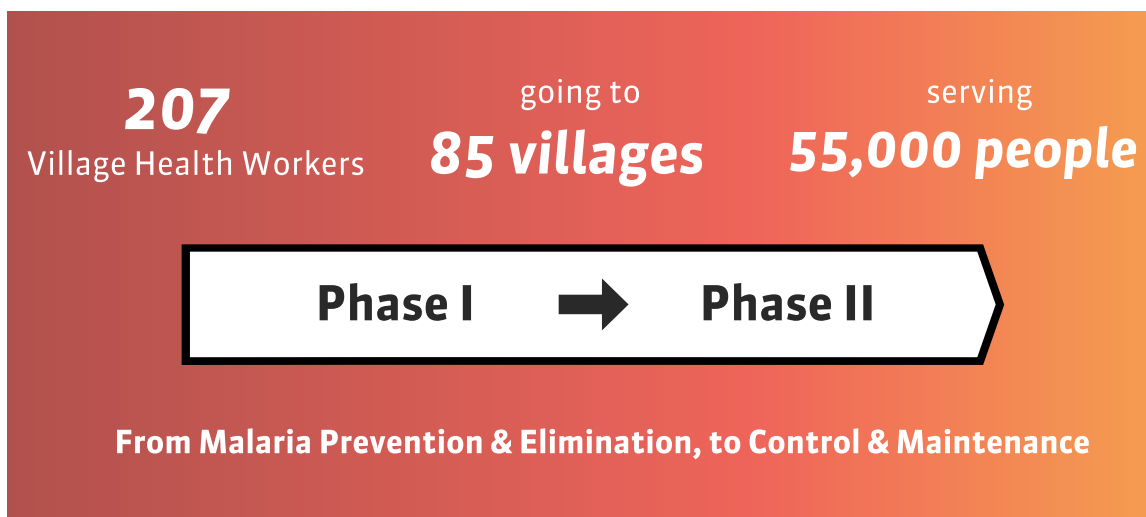 207
Village Health Workers
going to
85 villages
serving
55,000 people
Phase I
Phase II
From Malaria Prevention & Elimination, to Control & Maintenance